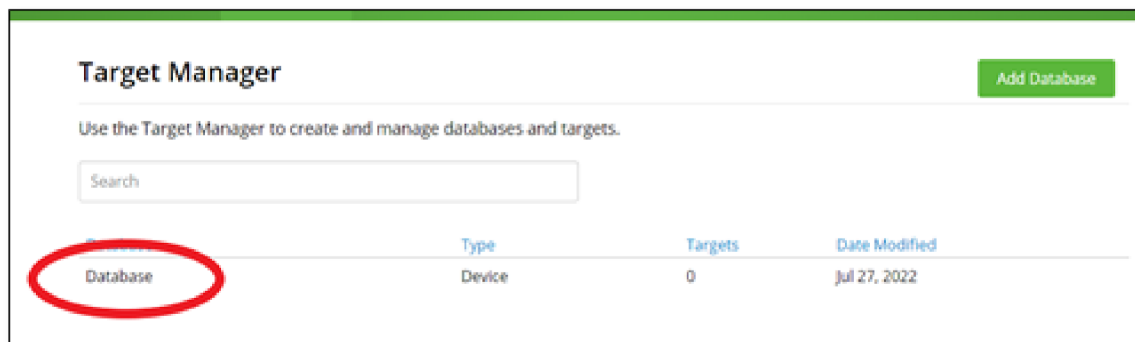 Target Manager
Add Database
Use the Target Manager to create and manage databases and targets.
Search
Type Targets Date Modified
Database Device 0 Jul 27, 2022